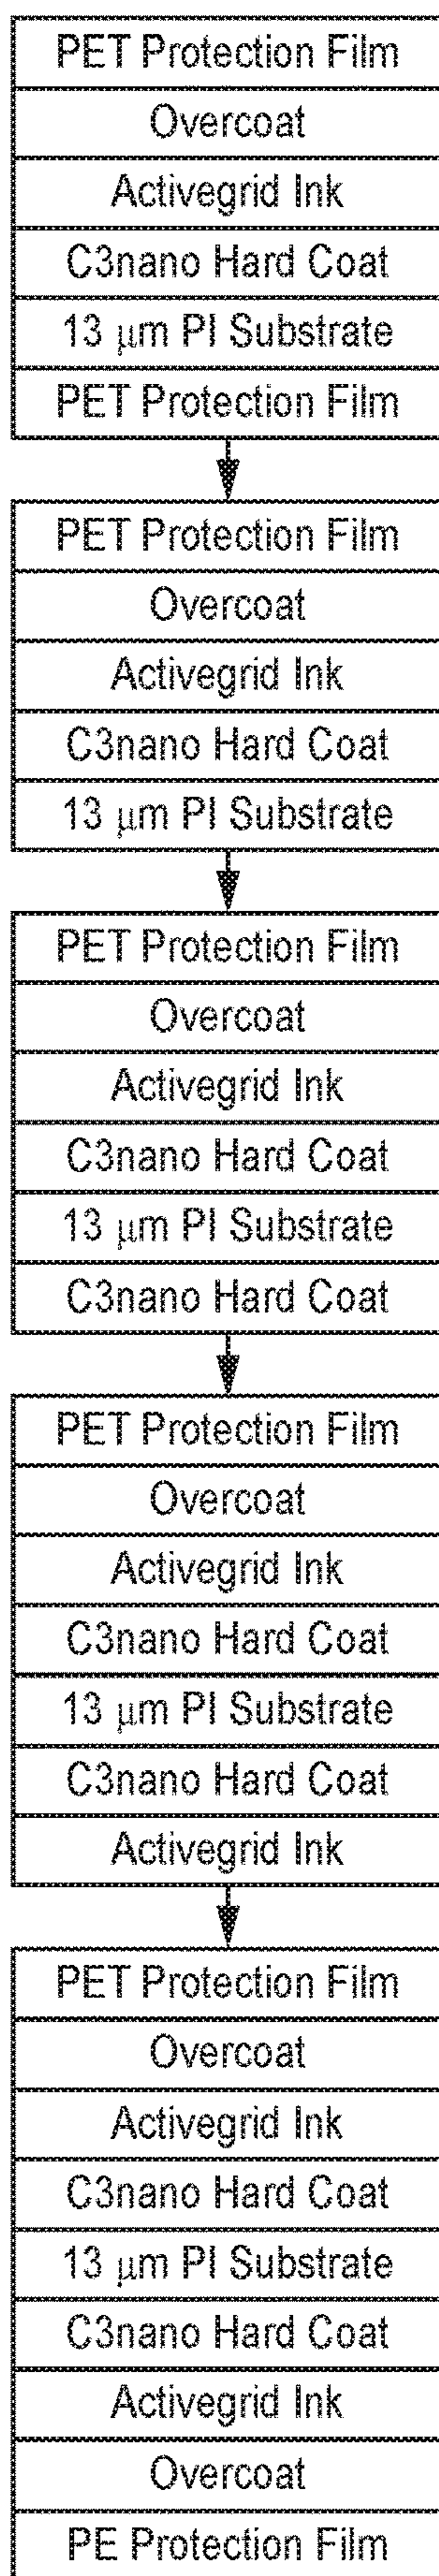 PET Protection Film
Overcoat
Activegrid Ink
C3nano Hard Coat
13 μm PI Substrate
PET Protection Film
PET Protection Film
Overcoat
Activegrid Ink
C3nano Hard Coat
13 μm PI Substrate
PET Protection Film
Overcoat
Activegrid Ink
C3nano Hard Coat
13 μm PI Substrate
C3nano Hard Coat
PET Protection Film
Overcoat
Activegrid Ink
C3nano Hard Coat
13 μm PI Substrate
C3nano Hard Coat
Activegrid Ink
PET Protection Film
Overcoat
Activegrid Ink
C3nano Hard Coat
13 μm PI Substrate
C3nano Hard Coat
Activegrid Ink
Overcoat
PE Protection Film